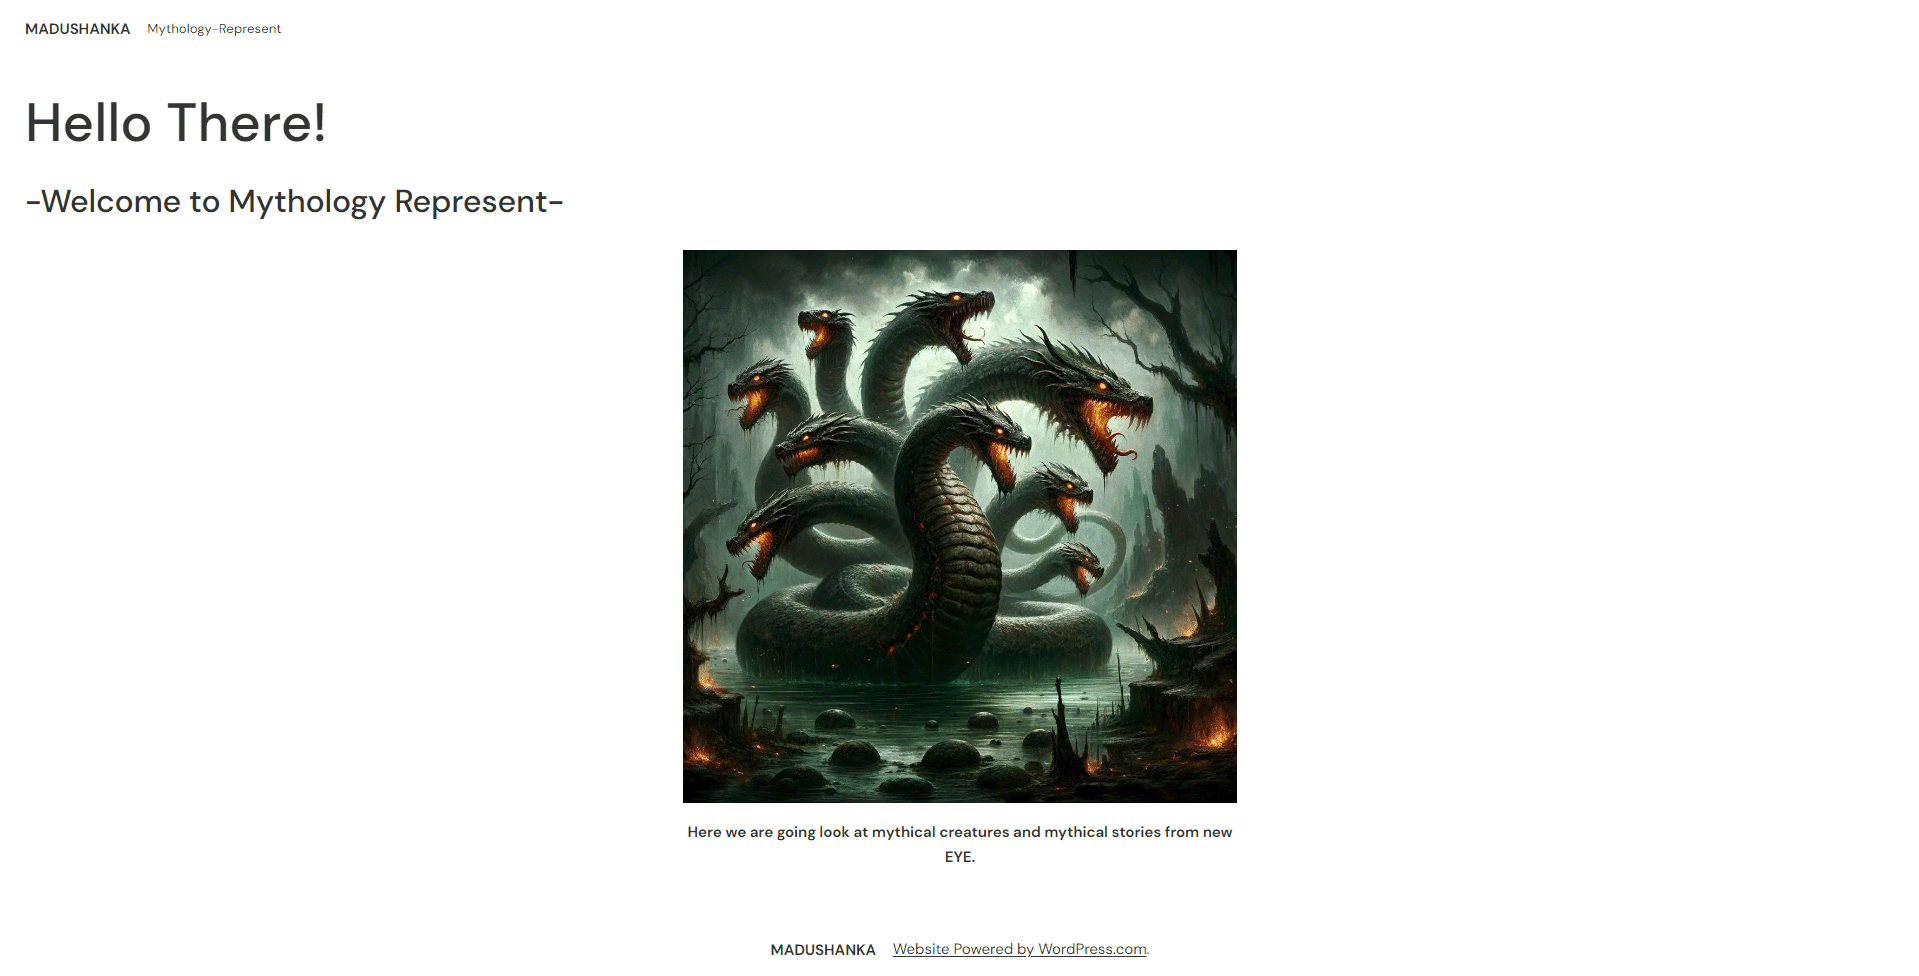 MADUSHANKA Mythology-Represent
Hello There!
-Welcome to Mythology Represent-
Here we are going look at mythical creatures and mythical stories from new
EYE.
MADUSHANKA Website Powered by WordPress.com.